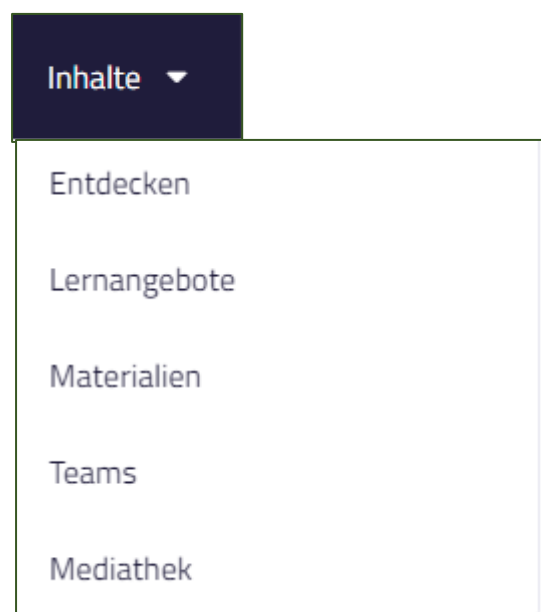 Inhalte
Entdecken
Lernangebote
Materialien
Teams
Mediathek